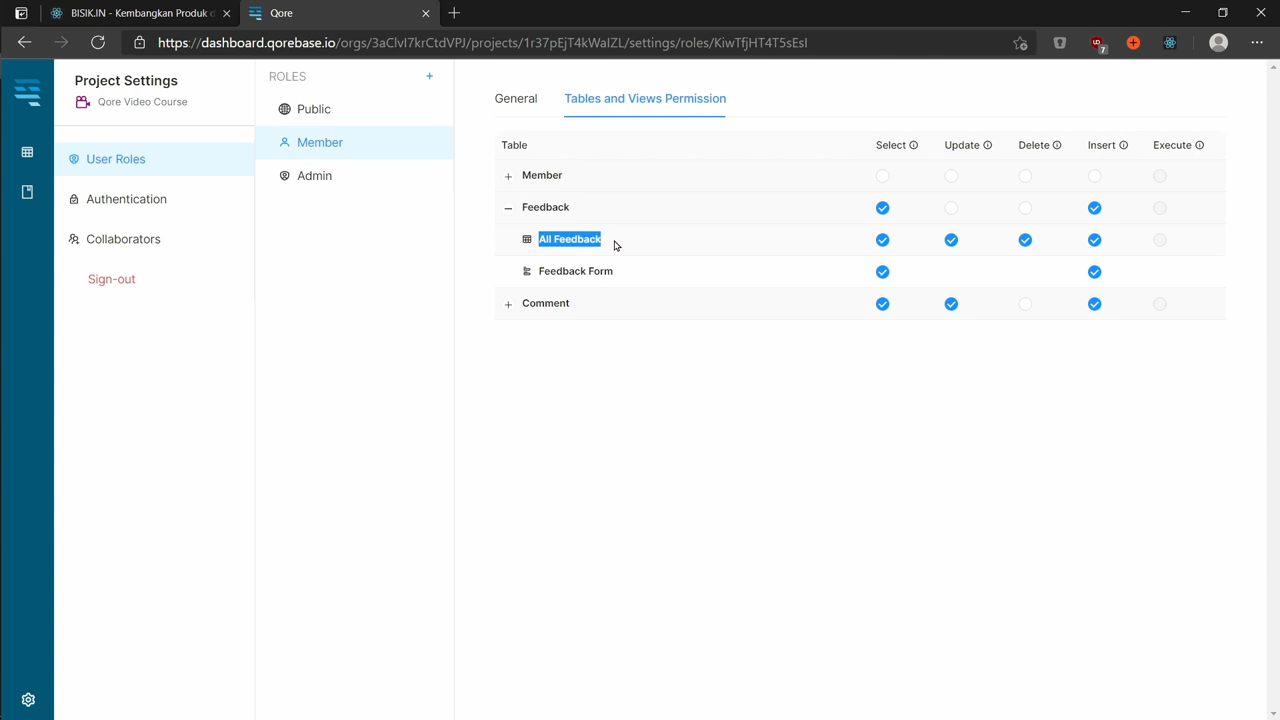 BISIK.IN - Kembangkan Produk d
Qore
https://dashboard.qorebase.io/orgs/3aClvI7krCtdVPJ/projects/1r37pEjT4kWaIZL/settings/roles/KiwTfjHT4T5sEsI
7
Project Settings
Qore Video Course
User Roles
Authentication
Collaborators
Sign-out
ROLES
Public
Member
Admin
General
Tables and Views Permission
Table
Select
Update
Delete
Insert
Execute
Member
Feedback
All Feedback
Feedback Form
Comment